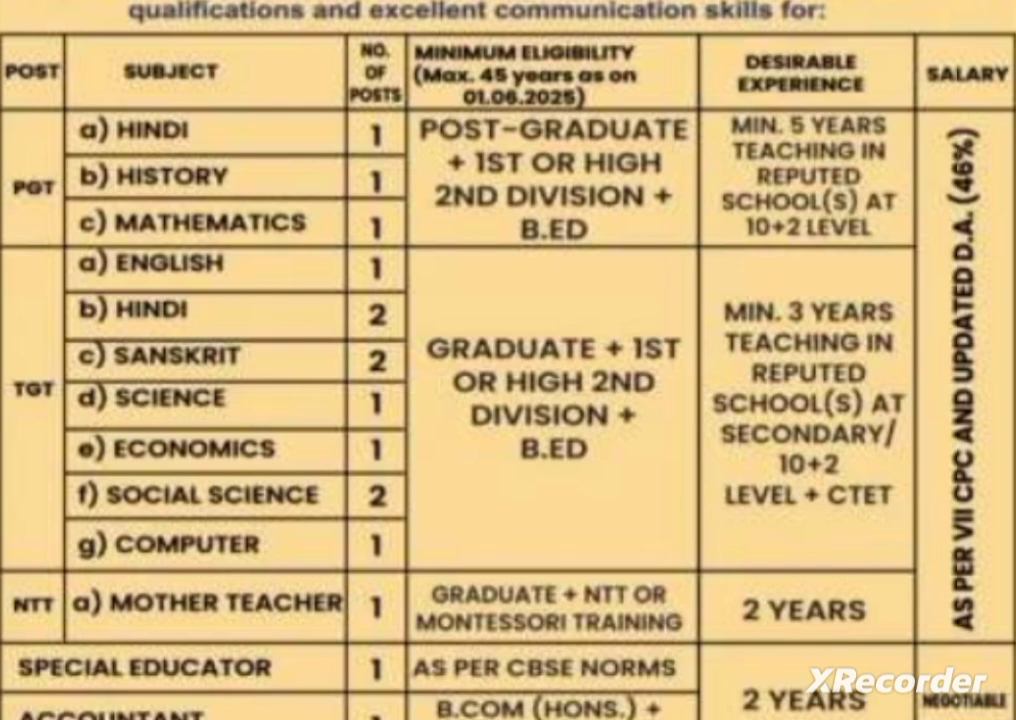 qualifications and excellent communication skills for:
POST SUBJECT NO. OF POSTS MINIMUM ELIGIBILITY (Max. 45 years as on 01.06.2025) DESIRABLE EXPERIENCE SALARY
PGT
a) HINDI 1
b) HISTORY 1
c) MATHEMATICS 1
POST-GRADUATE
+ 1ST OR HIGH
2ND DIVISION +
B.ED
MIN. 5 YEARS
TEACHING IN
REPUTED
SCHOOL(S) AT
10+2 LEVEL
AS PER VII CPC AND UPDATED D.A. (46%)
TGT
a) ENGLISH 1
b) HINDI 2
c) SANSKRIT 2
d) SCIENCE 1
e) ECONOMICS 1
f) SOCIAL SCIENCE 2
g) COMPUTER 1
GRADUATE + 1ST
OR HIGH 2ND
DIVISION +
B.ED
MIN. 3 YEARS
TEACHING IN
REPUTED
SCHOOL(S) AT
SECONDARY/
10+2
LEVEL + CTET
NTT a) MOTHER TEACHER 1
GRADUATE + NTT OR
MONTESSORI TRAINING
2 YEARS
SPECIAL EDUCATOR 1 AS PER CBSE NORMS
ACCOUNTANT 1 B.COM (HONS.) +
2 YEARS
NEGOTIABLE
XRecorder